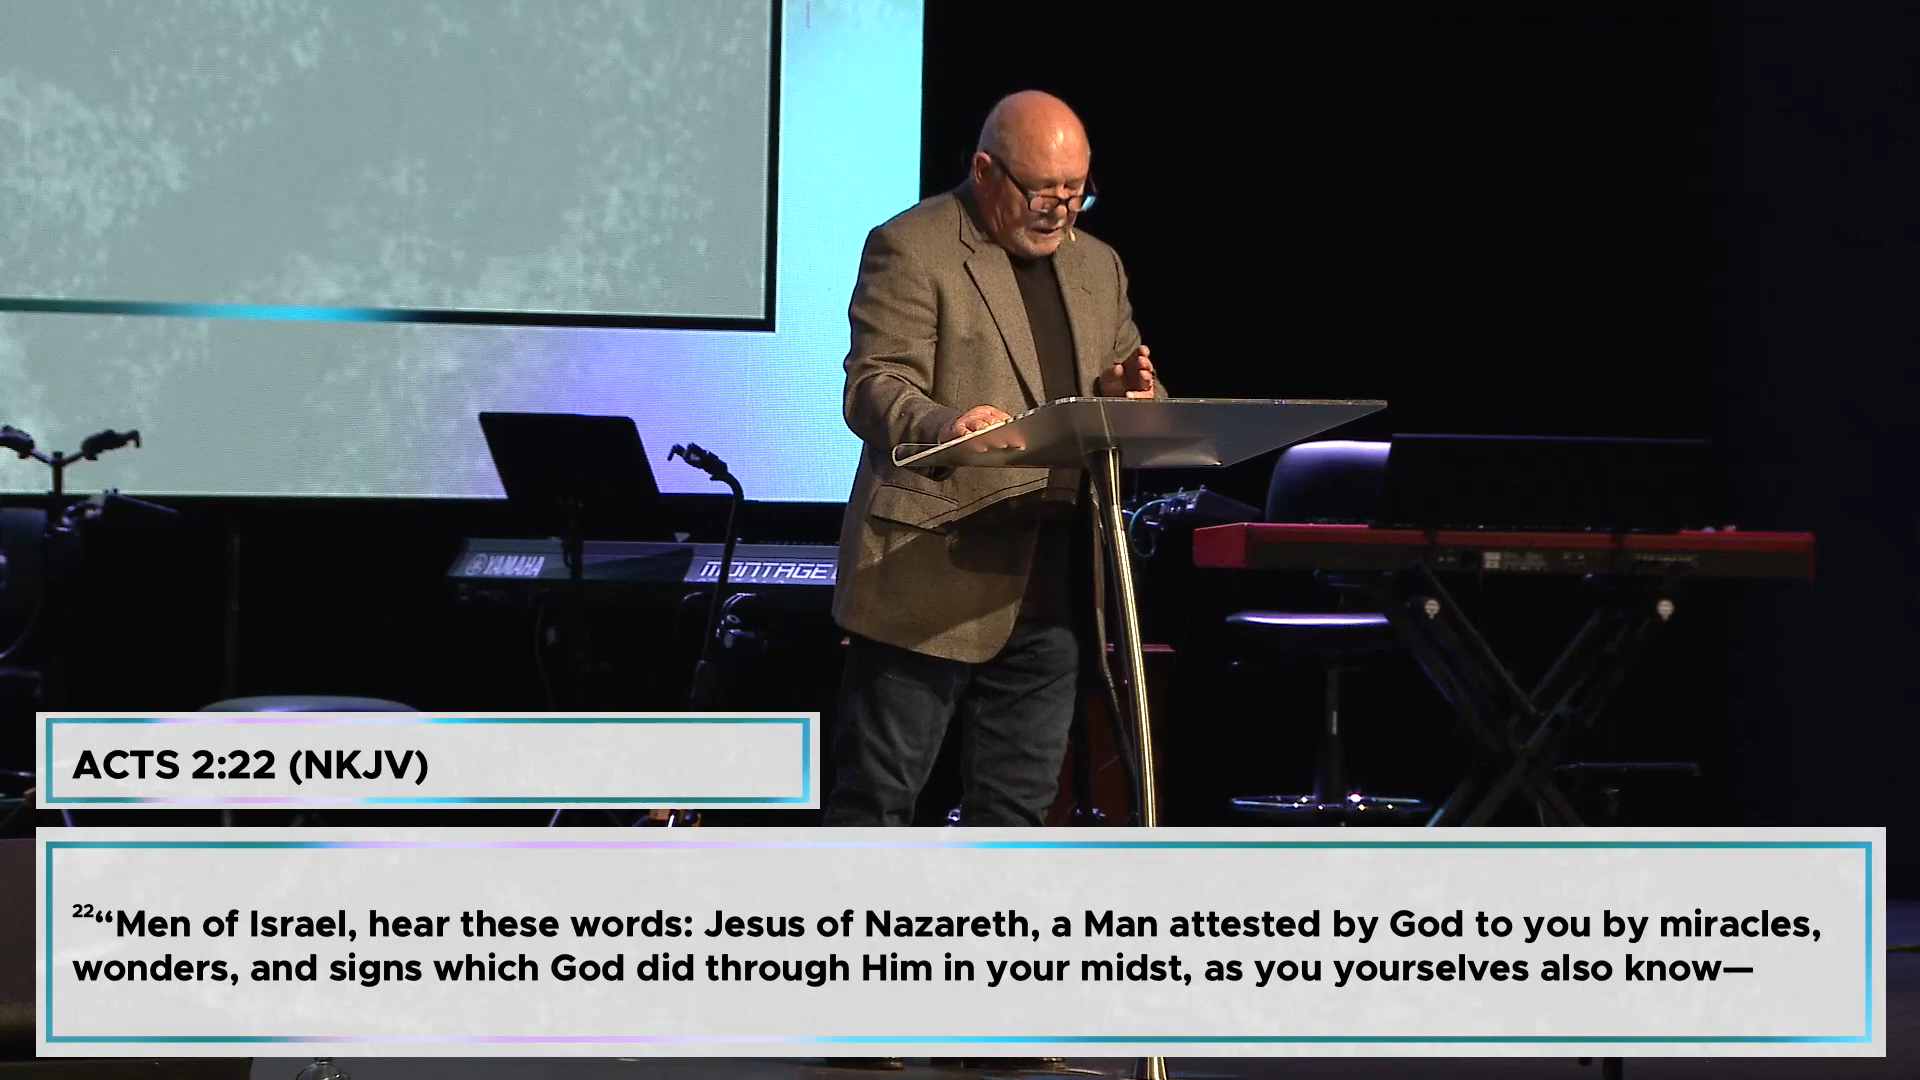 YAMAHA
MONTAGE
ACTS 2:22 (NKJV)
22“Men of Israel, hear these words: Jesus of Nazareth, a Man attested by God to you by miracles,
wonders, and signs which God did through Him in your midst, as you yourselves also know—